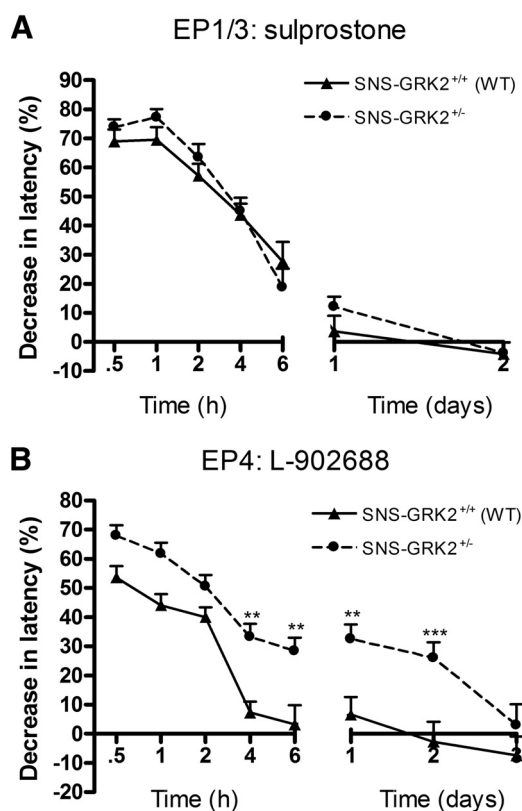 A
EP1/3: sulprostone
Decrease in latency (%)
90
80
70
60
50
40
30
20
10
0
-10
SNS-GRK2+/+ (WT)
SNS-GRK2+/-
.5 1 2 4 6
1 2
Time (h)
Time (days)
B
EP4: L-902688
Decrease in latency (%)
80
70
60
50
40
30
20
10
0
-10
-20
SNS-GRK2+/+ (WT)
SNS-GRK2+/-
** ** ** ***
.5 1 2 4 6
1 2 3
Time (h)
Time (days)